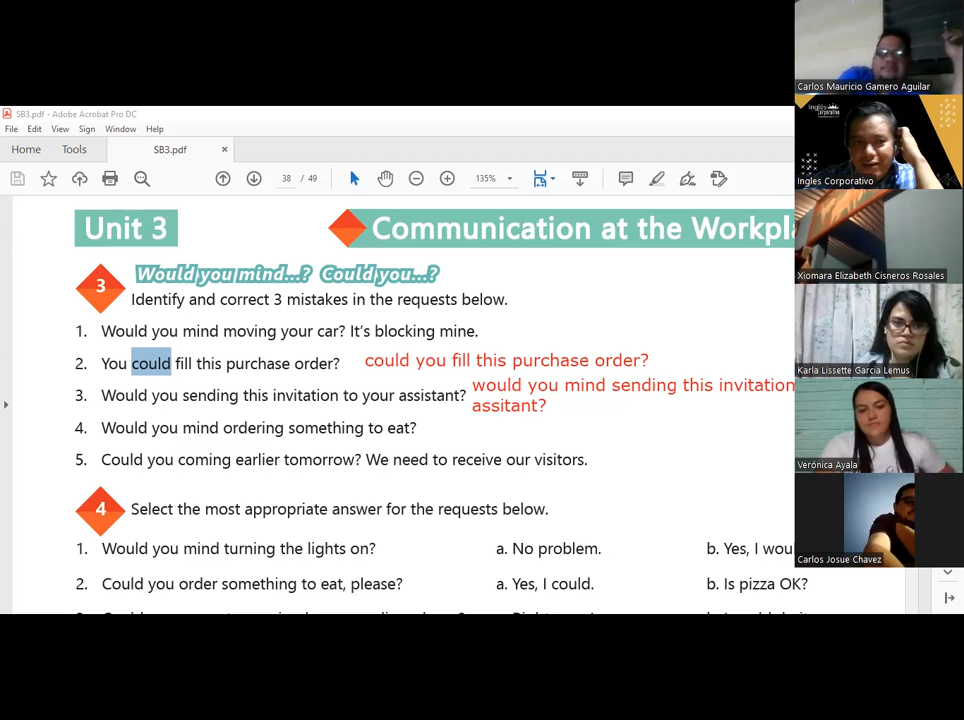 SB3.pdf - Adobe Acrobat Pro DC
File Edit View Sign Window Help
Home Tools SB3.pdf ×
38 / 49 135%
Unit 3 Communication at the Workpla
3 Would you mind...? Could you...?
Identify and correct 3 mistakes in the requests below.
1. Would you mind moving your car? It's blocking mine.
2. You could fill this purchase order? could you fill this purchase order?
3. Would you sending this invitation to your assistant? would you mind sending this invitation
assitant?
4. Would you mind ordering something to eat?
5. Could you coming earlier tomorrow? We need to receive our visitors.
4 Select the most appropriate answer for the requests below.
1. Would you mind turning the lights on? a. No problem. b. Yes, I wou
2. Could you order something to eat, please? a. Yes, I could. b. Is pizza OK?
Carlos Mauricio Gamero Aguilar
Inglés Corporativo
Ingles Corporativo
Xiomara Elizabeth Cisneros Rosales
Karla Lissette Garcia Lemus
Verónica Ayala
Carlos Josue Chavez